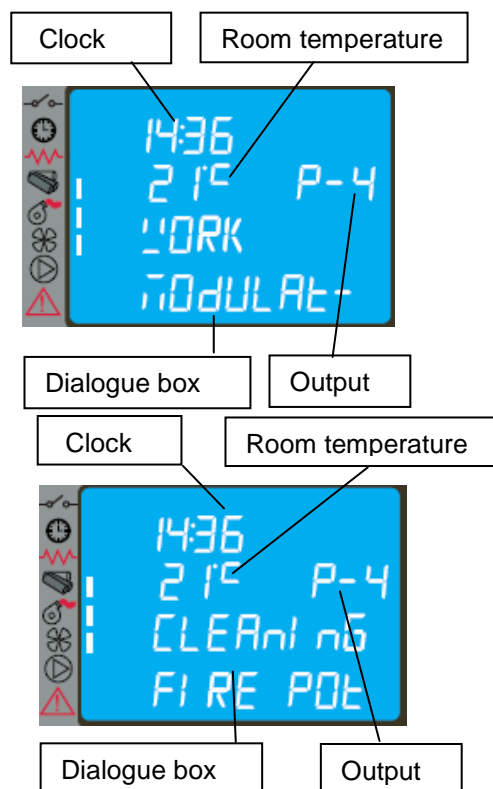 Clock Room temperature
14:36
21°C P-4
WORK
MODULAt-
Dialogue box Output
Clock Room temperature
14:36
21°C P-4
CLEAnInG
FIRE POt
Dialogue box Output